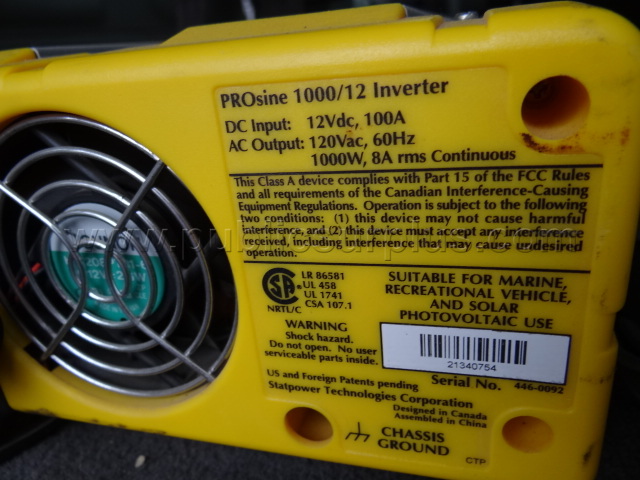 PROsine 1000/12 Inverter
DC Input: 12Vdc, 100A
AC Output: 120Vac, 60Hz
1000W, 8A rms Continuous
This Class A device complies with Part 15 of the FCC Rules
and all requirements of the Canadian Interference-Causing
Equipment Regulations. Operation is subject to the following
two conditions: (1) this device may not cause harmful
interference, and (2) this device must accept any interference
received, including interference that may cause undesired
operation.
www.publicsurplus.com
SA
NRTL/C
LR 86581
UL 458
UL 1741
CSA 107.1
SUITABLE FOR MARINE,
RECREATIONAL VEHICLE,
AND SOLAR
PHOTOVOLTAIC USE
WARNING
Shock hazard.
Do not open. No user
serviceable parts inside.
21340754
Serial No. 446-0092
US and Foreign Patents pending
Statpower Technologies Corporation
Designed in Canada
Assembled in China
CHASSIS
GROUND
CTP